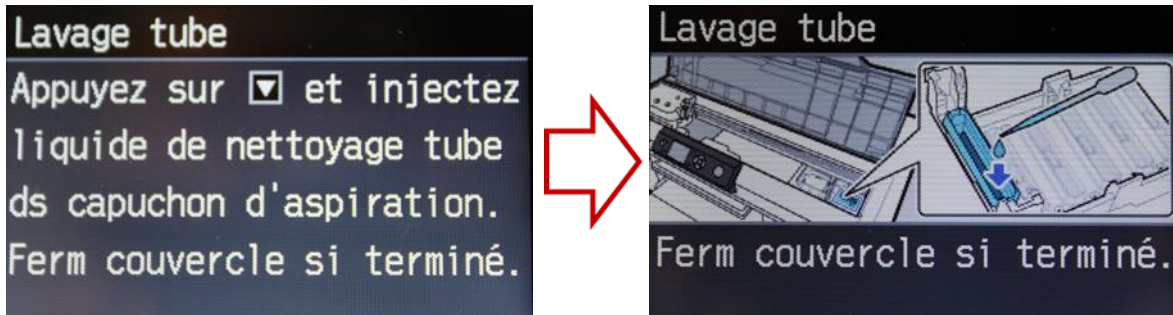 Lavage tube
Appuyez sur ▼ et injectez
liquide de nettoyage tube
ds capuchon d'aspiration.
Ferm couvercle si terminé.
Lavage tube
Ferm couvercle si terminé.